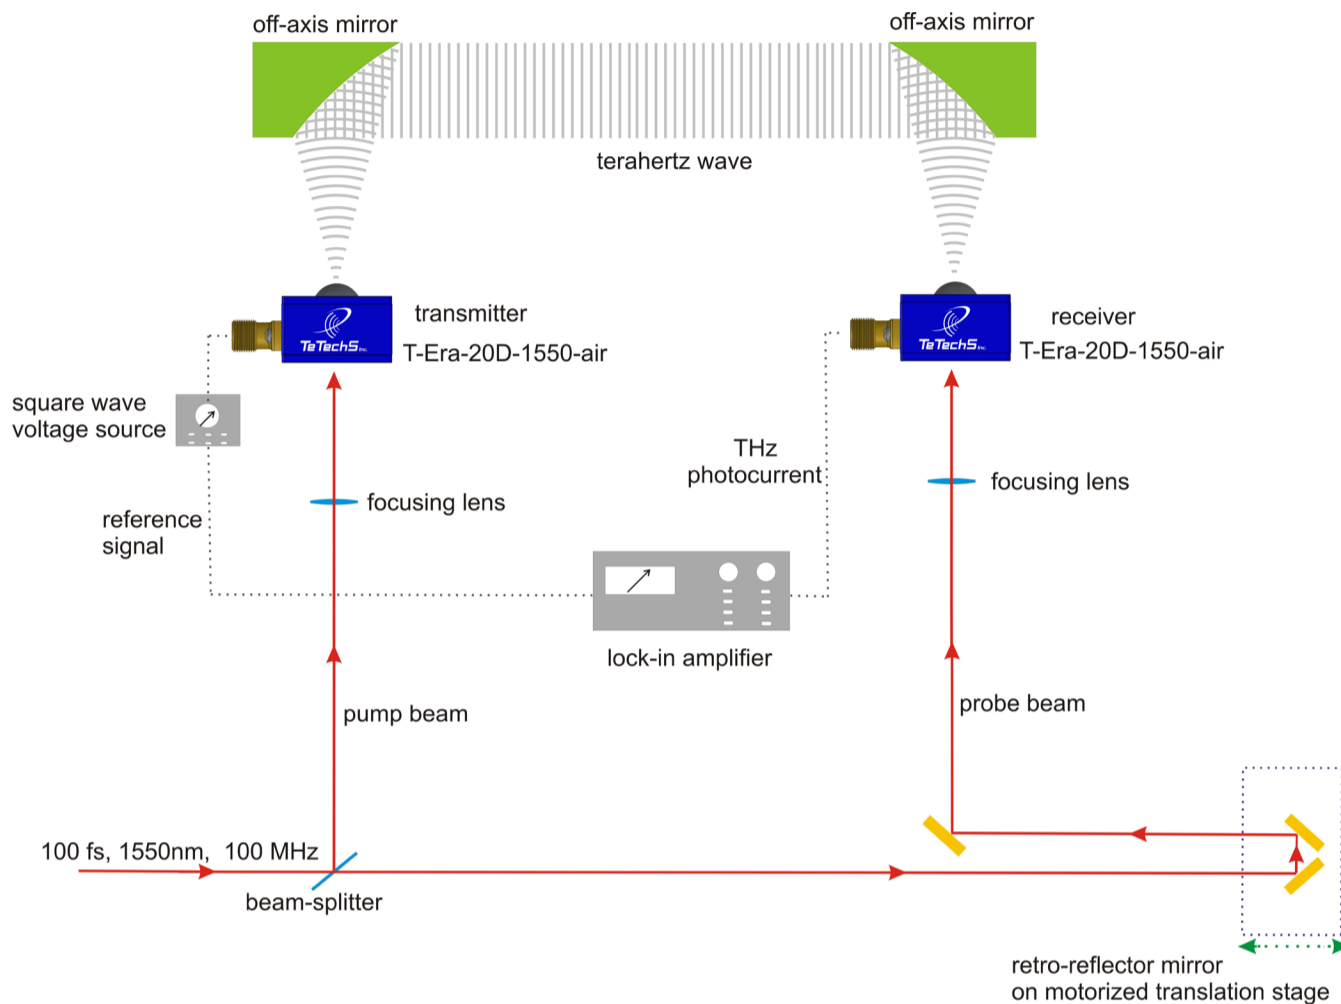 off-axis mirror
off-axis mirror
terahertz wave
TeTechS Inc.
transmitter
T-Era-20D-1550-air
TeTechS Inc.
receiver
T-Era-20D-1550-air
square wave
voltage source
THz
photocurrent
focusing lens
focusing lens
reference
signal
lock-in amplifier
pump beam
probe beam
100 fs, 1550nm, 100 MHz
beam-splitter
retro-reflector mirror
on motorized translation stage